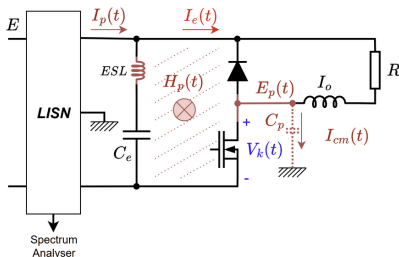 E
I_p(t)
I_e(t)
ESL
H_p(t)
E_p(t)
I_o
R
LISN
C_p
I_cm(t)
C_e
+
V_k(t)
-
Spectrum
Analyser